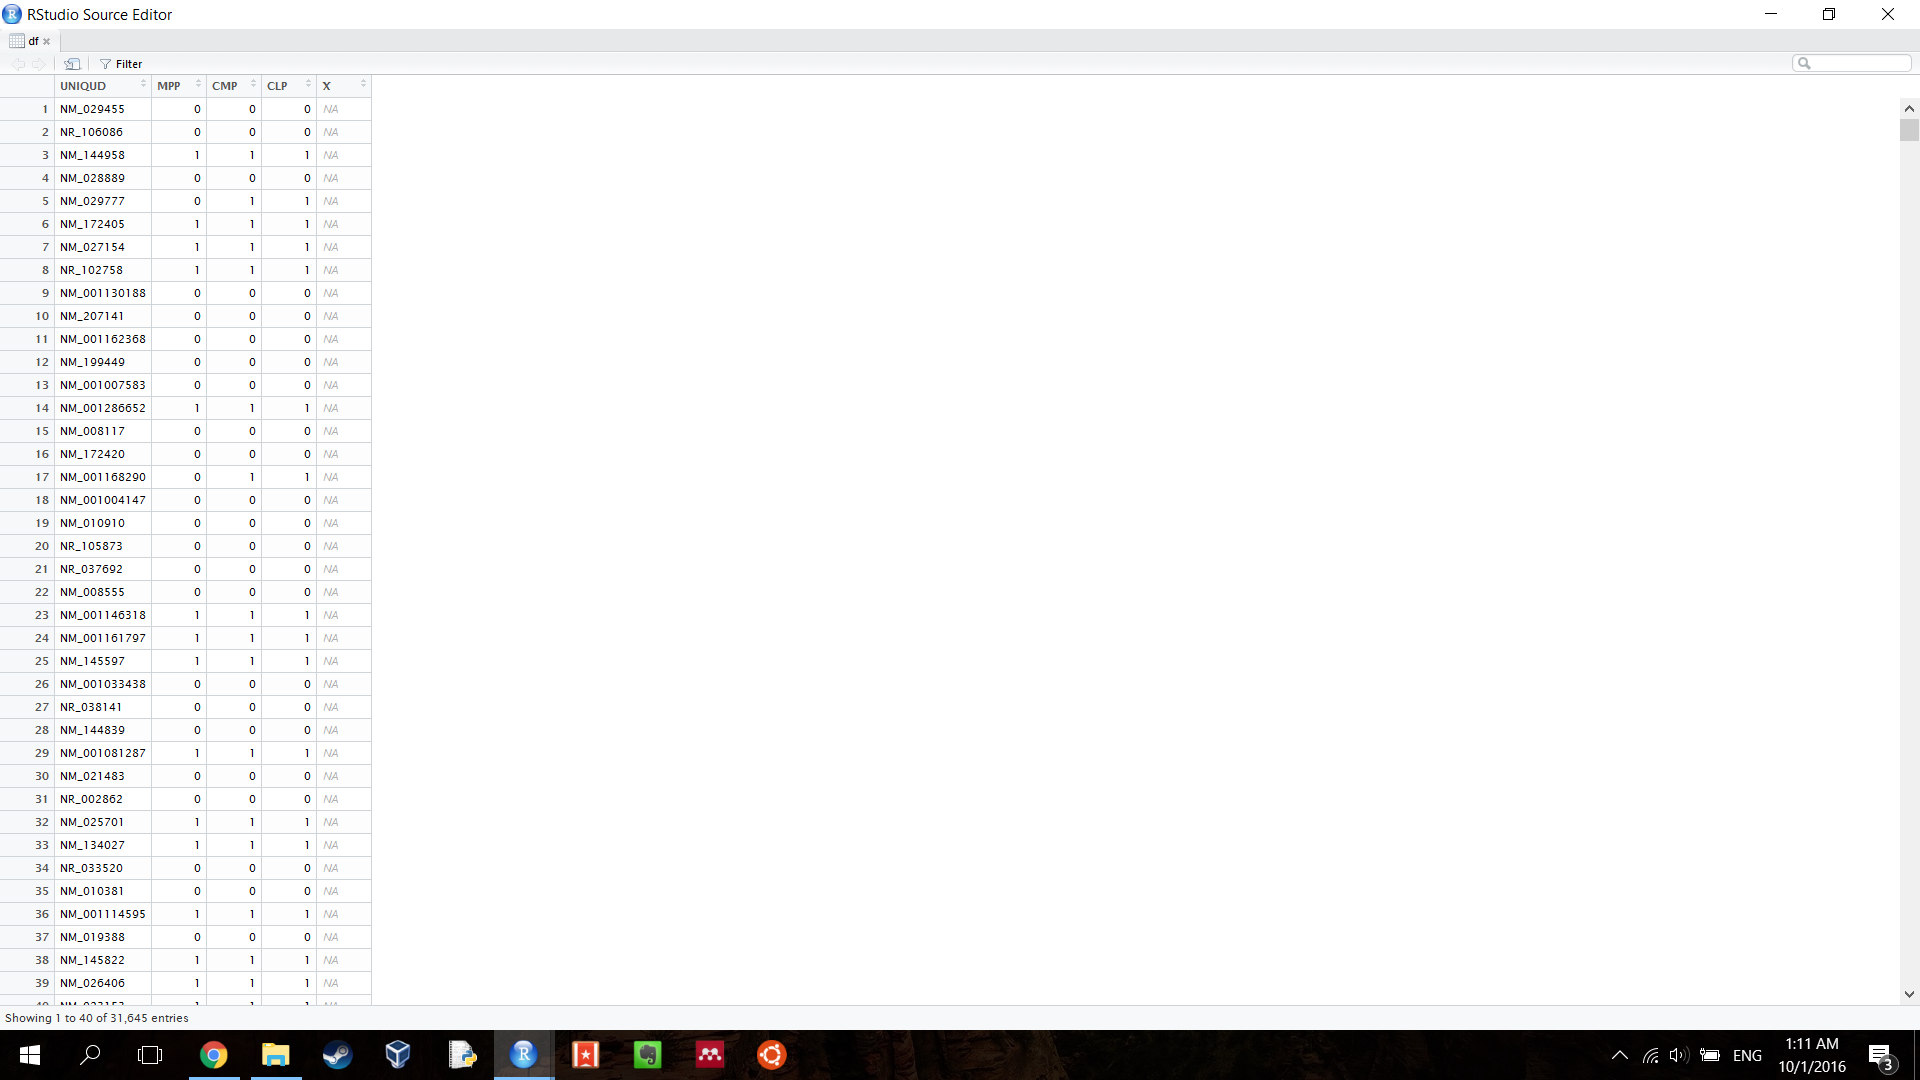 RStudio Source Editor
df
Filter
UNIQUD MPP CMP CLP X
1 NM_029455 0 0 0 NA
2 NR_106086 0 0 0 NA
3 NM_144958 1 1 1 NA
4 NM_028889 0 0 0 NA
5 NM_029777 0 1 1 NA
6 NM_172405 1 1 1 NA
7 NM_027154 1 1 1 NA
8 NR_102758 1 1 1 NA
9 NM_001130188 0 0 0 NA
10 NM_207141 0 0 0 NA
11 NM_001162368 0 0 0 NA
12 NM_199449 0 0 0 NA
13 NM_001007583 0 0 0 NA
14 NM_001286652 1 1 1 NA
15 NM_008117 0 0 0 NA
16 NM_172420 0 0 0 NA
17 NM_001168290 0 1 1 NA
18 NM_001004147 0 0 0 NA
19 NM_010910 0 0 0 NA
20 NR_105873 0 0 0 NA
21 NR_037692 0 0 0 NA
22 NM_008555 0 0 0 NA
23 NM_001146318 1 1 1 NA
24 NM_001161797 1 1 1 NA
25 NM_145597 1 1 1 NA
26 NM_001033438 0 0 0 NA
27 NR_038141 0 0 0 NA
28 NM_144839 0 0 0 NA
29 NM_001081287 1 1 1 NA
30 NM_021483 0 0 0 NA
31 NR_002862 0 0 0 NA
32 NM_025701 1 1 1 NA
33 NM_134027 1 1 1 NA
34 NR_033520 0 0 0 NA
35 NM_010381 0 0 0 NA
36 NM_001114595 1 1 1 NA
37 NM_019388 0 0 0 NA
38 NM_145822 1 1 1 NA
39 NM_026406 1 1 1 NA
Showing 1 to 40 of 31,645 entries
ENG
1:11 AM
10/1/2016
3